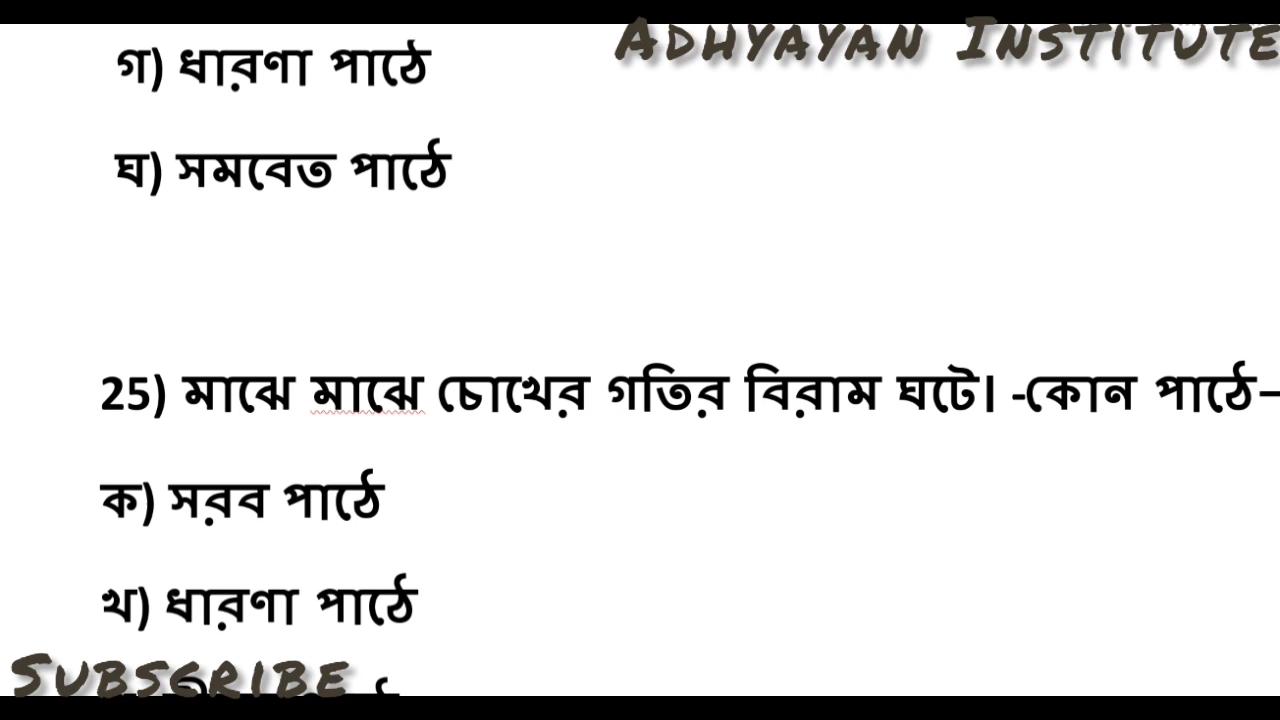 ADHYAYAN INSTITUTE
গ) ধারণা পাঠে
ঘ) সমবেত পাঠে
25) মাঝে মাঝে চোখের গতির বিরাম ঘটে। -কোন পাঠে–
ক) সরব পাঠে
খ) ধারণা পাঠে
SUBSCRIBE